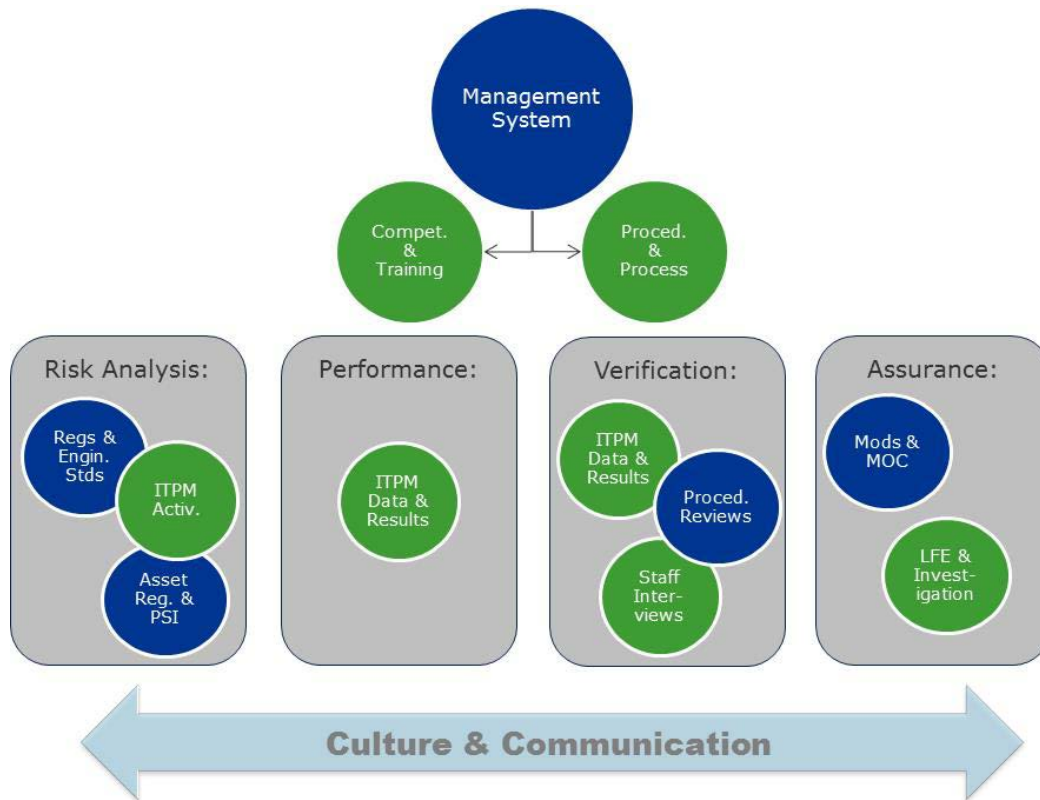 Management
System
Compet.
&
Training
Proced.
&
Process
Risk Analysis:
Regs &
Engin.
Stds
ITPM
Activ.
Asset
Reg. &
PSI
Performance:
ITPM
Data &
Results
Verification:
ITPM
Data &
Results
Proced.
Reviews
Staff
Inter-
views
Assurance:
Mods &
MOC
LFE &
Invest-
igation
Culture & Communication